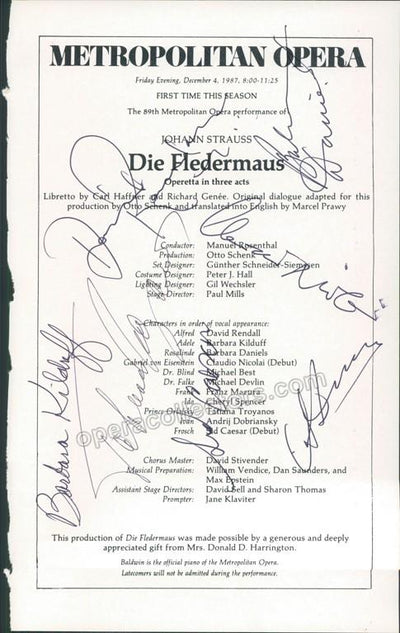 METROPOLITAN OPERA
Friday Evening, December 4, 1987, 8:00-11:25
FIRST TIME THIS SEASON
The 89th Metropolitan Opera performance of
JOHANN STRAUSS
Die Fledermaus
Operetta in three acts
Libretto by Carl Haffner and Richard Genée. Original dialogue adapted for this
production by Otto Schenk and translated into English by Marcel Prawy
Conductor: Manuel Rosenthal
Production: Otto Schenk
Set Designer: Günther Schneider-Siemssen
Costume Designer: Peter J. Hall
Lighting Designer: Gil Wechsler
Stage Director: Paul Mills
Characters in order of vocal appearance:
Alfred David Rendall
Adele Barbara Kilduff
Rosalinde Barbara Daniels
Gabriel von Eisenstein Claudio Nicolai (Debut)
Dr. Blind Michael Best
Dr. Falke Michael Devlin
Frank Franz Mazura
Ida Cheryl Spencer
Prince Orlofsky Tatiana Troyanos
Ivan Andrij Dobriansky
Frosch Sid Caesar (Debut)
Chorus Master: David Stivender
Musical Preparation: William Vendice, Dan Saunders, and
Max Epstein
Assistant Stage Directors: David Sell and Sharon Thomas
Prompter: Jane Klaviter
This production of Die Fledermaus was made possible by a generous and deeply
appreciated gift from Mrs. Donald D. Harrington.
Baldwin is the official piano of the Metropolitan Opera.
Latecomers will not be admitted during the performance.
Barbara Kilduff